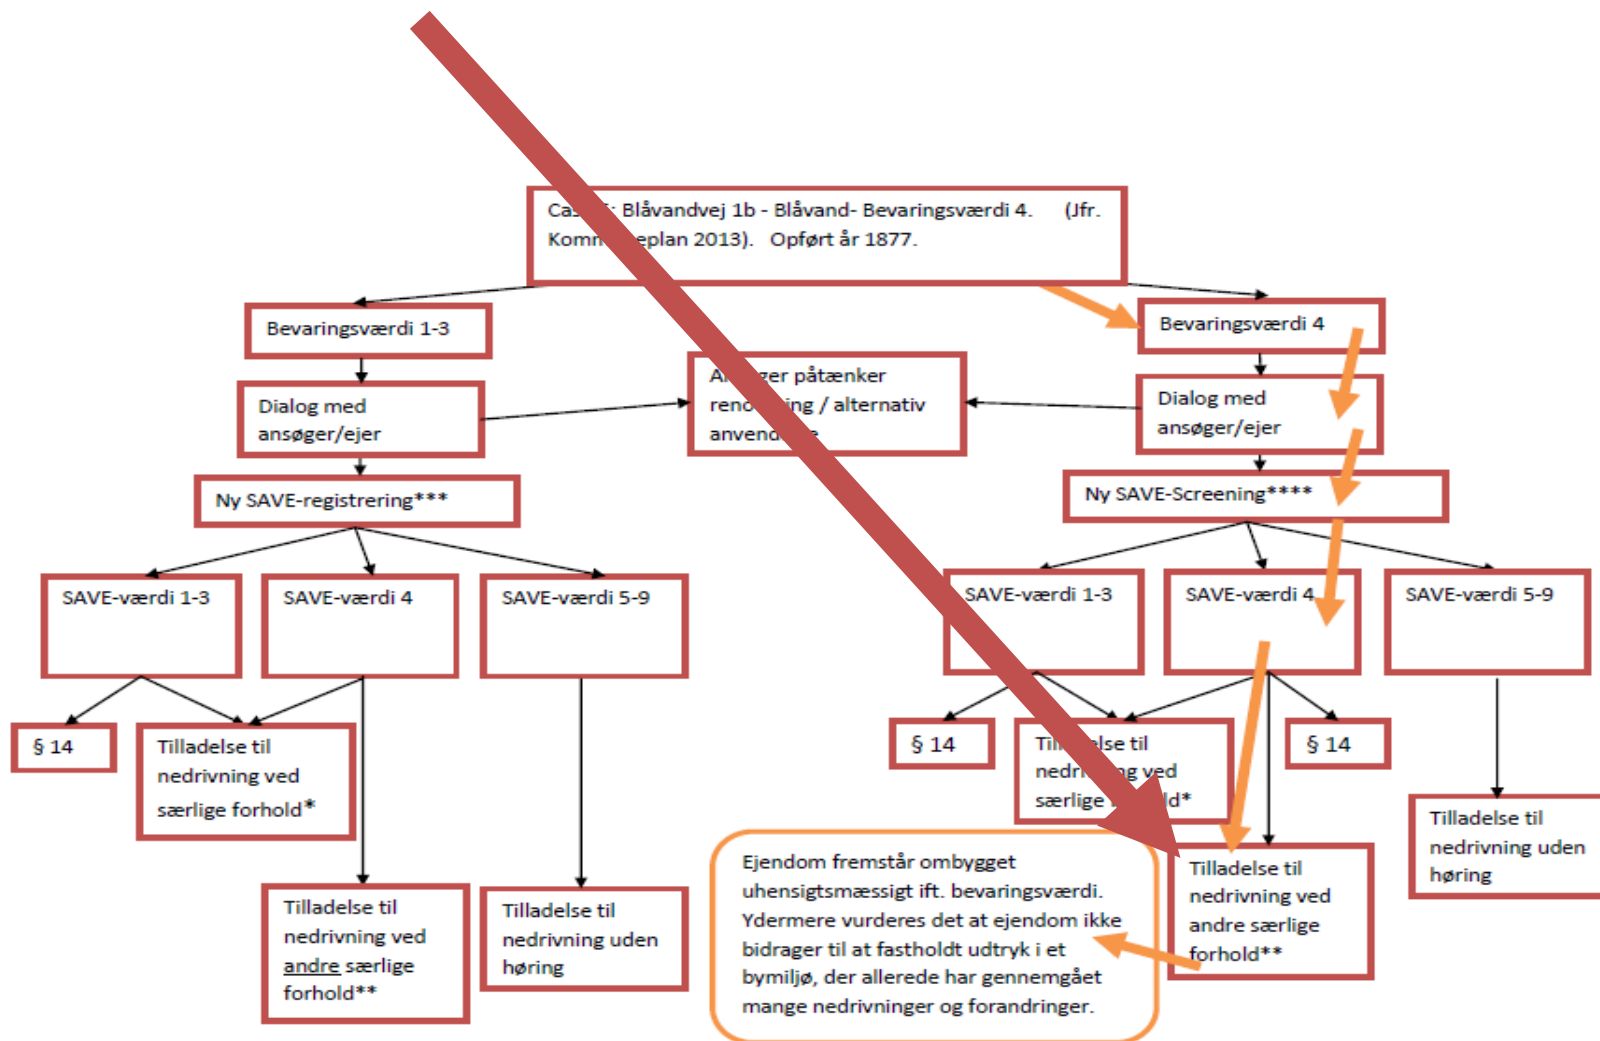 Blåvandvej 1b - Blåvand- Bevaringsværdi 4. (Jfr.
2013). Opført år 1877.
Bevaringsværdi 1-3
Bevaringsværdi 4
Dialog med
ansøger/ejer
påtænker
/ alternativ
Dialog med
ansøger/ejer
Ny SAVE-registrering***
Ny SAVE-Screening****
SAVE-værdi 1-3
SAVE-værdi 4
SAVE-værdi 5-9
SAVE-værdi 1-3
SAVE-værdi 4
SAVE-værdi 5-9
§ 14
Tilladelse til
nedrivning ved
særlige forhold*
§ 14
Tilladelse til
nedrivning ved
særlige
§ 14
Tilladelse til
nedrivning ved
andre særlige
forhold**
Tilladelse til
nedrivning uden
høring
Ejendom fremstår ombygget
uhensigtsmæssigt ift. bevaringsværdi.
Ydermere vurderes det at ejendom ikke
bidrager til at fastholdt udtryk i et
bymiljø, der allerede har gennemgået
mange nedrivninger og forandringer.
Tilladelse til
nedrivning ved
andre særlige
forhold**
Tilladelse til
nedrivning uden
høring